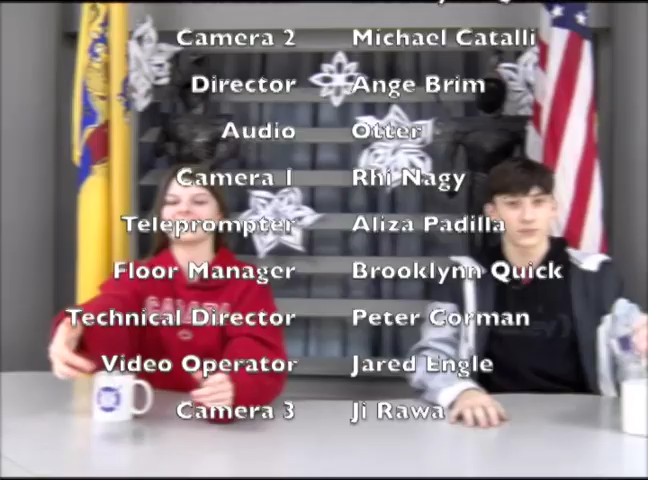 Camera 2 Michael Catalli
Director Ange Brim
Audio Otter
Camera 1 Rhi Nagy
Teleprompter Aliza Padilla
Floor Manager Brooklynn Quick
Technical Director Peter Corman
Video Operator Jared Engle
Camera 3 Ji Rawa